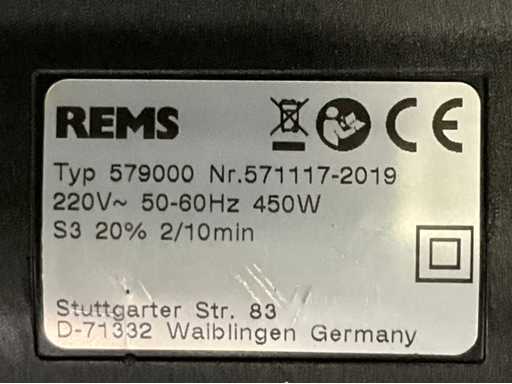 REMS
CE
Typ 579000 Nr.571117-2019
220V~ 50-60Hz 450W
S3 20% 2/10min
Stuttgarter Str. 83
D-71332 Waiblingen Germany